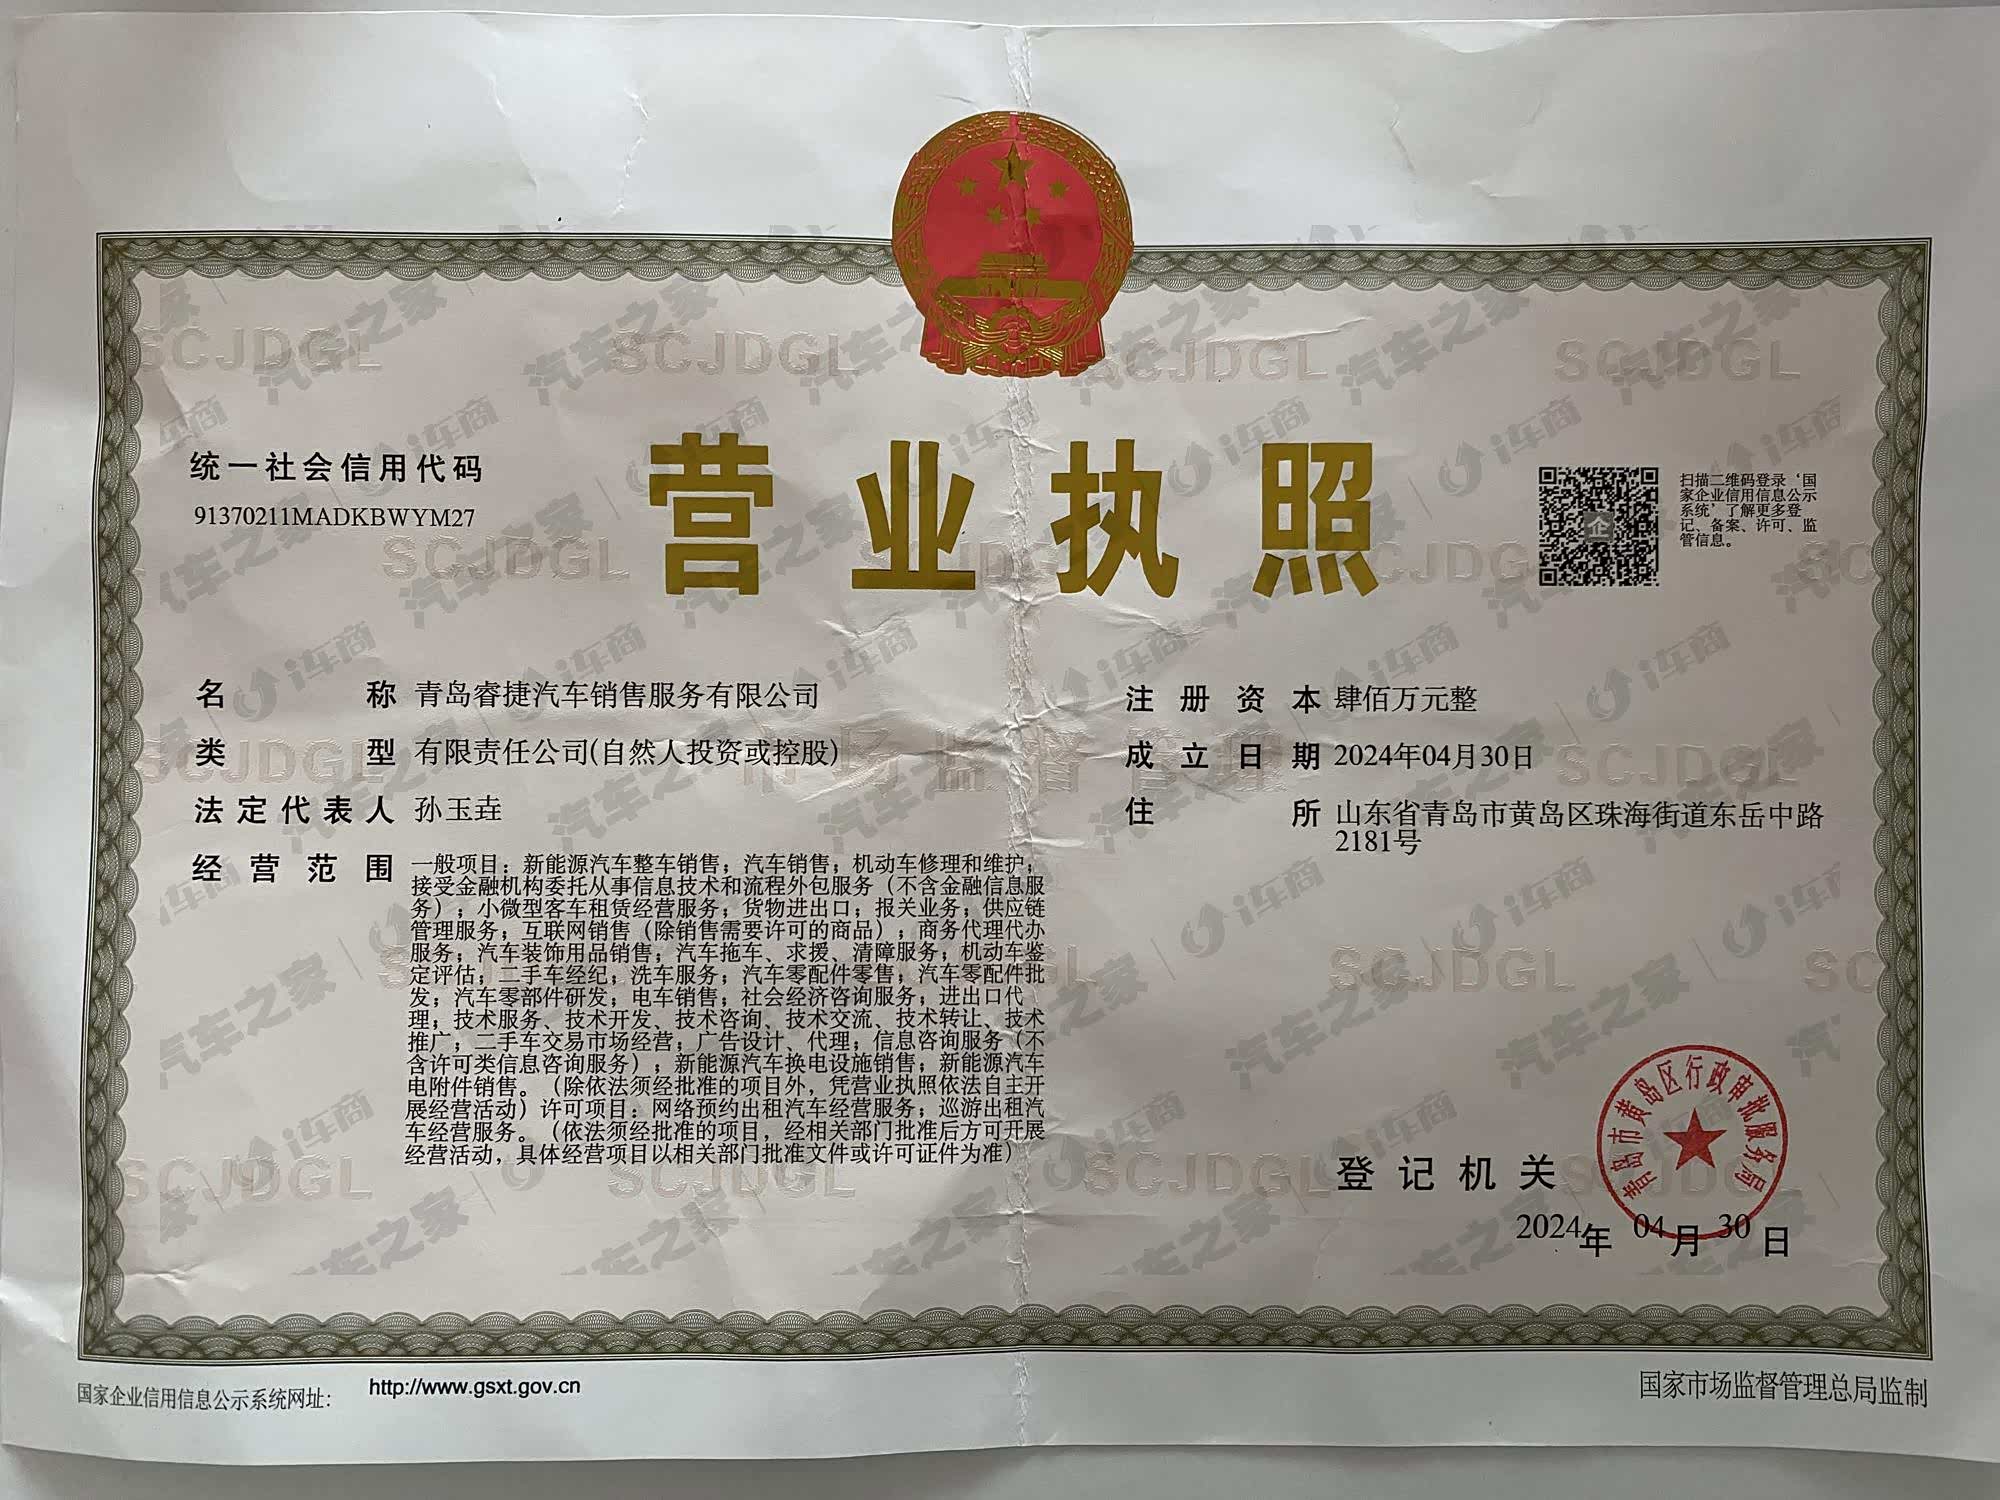 营业执照
统一社会信用代码
91370211MADKBWYM27
扫描二维码登录‘国
家企业信用信息公示
系统’了解更多登
记、备案、许可、监
管信息。
名称 青岛睿捷汽车销售服务有限公司
类型 有限责任公司(自然人投资或控股)
法定代表人 孙玉垚
经营范围 一般项目：新能源汽车整车销售；汽车销售；机动车修理和维护；
接受金融机构委托从事信息技术和流程外包服务（不含金融信息服
务）；小微型客车租赁经营服务；货物进出口；报关业务；供应链
管理服务；互联网销售（除销售需要许可的商品）；商务代理代办
服务；汽车装饰用品销售；汽车拖车、求援、清障服务；机动车鉴
定评估；二手车经纪；洗车服务；汽车零配件零售；汽车零配件批
发；汽车零部件研发；电车销售；社会经济咨询服务；进出口代
理；技术服务、技术开发、技术咨询、技术交流、技术转让、技术
推广；二手车交易市场经营；广告设计、代理；信息咨询服务（不
含许可类信息咨询服务）；新能源汽车换电设施销售；新能源汽车
电附件销售。（除依法须经批准的项目外，凭营业执照依法自主开
展经营活动）许可项目：网络预约出租汽车经营服务；巡游出租汽
车经营服务。（依法须经批准的项目，经相关部门批准后方可开展
经营活动，具体经营项目以相关部门批准文件或许可证件为准）
注册资本 肆佰万元整
成立日期 2024年04月30日
住所 山东省青岛市黄岛区珠海街道东岳中路
2181号
登记机关
青岛市黄岛区行政审批服务局
2024年 04月 30日
国家企业信用信息公示系统网址： http://www.gsxt.gov.cn
国家市场监督管理总局监制
SCJDGL
市场监督管理
汽车之家
i车商